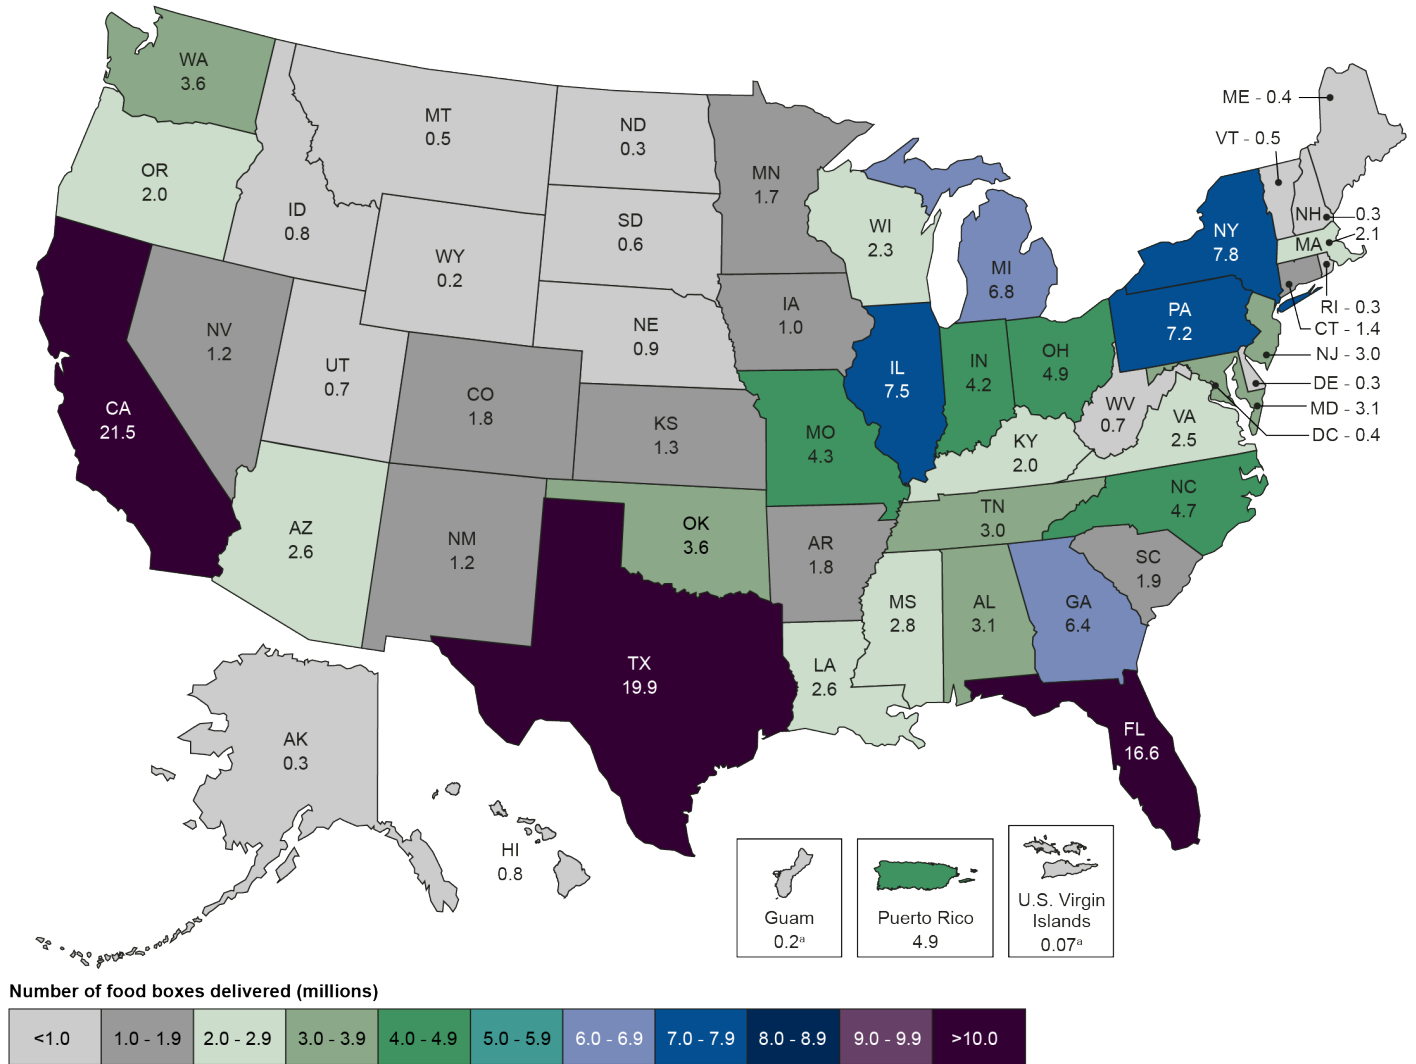 WA
3.6
OR
2.0
ID
0.8
MT
0.5
ND
0.3
MN
1.7
SD
0.6
WY
0.2
NE
0.9
IA
1.0
WI
2.3
MI
6.8
NY
7.8
ME - 0.4
VT - 0.5
NH
0.3
MA
2.1
RI - 0.3
CT - 1.4
NJ - 3.0
DE - 0.3
MD - 3.1
DC - 0.4
PA
7.2
OH
4.9
IN
4.2
IL
7.5
NV
1.2
UT
0.7
CO
1.8
KS
1.3
MO
4.3
KY
2.0
WV
0.7
VA
2.5
CA
21.5
AZ
2.6
NM
1.2
OK
3.6
AR
1.8
TN
3.0
NC
4.7
SC
1.9
MS
2.8
AL
3.1
GA
6.4
TX
19.9
LA
2.6
FL
16.6
AK
0.3
HI
0.8
Guam
0.2ᵃ
Puerto Rico
4.9
U.S. Virgin
Islands
0.07ᵃ
Number of food boxes delivered (millions)
<1.0 1.0 - 1.9 2.0 - 2.9 3.0 - 3.9 4.0 - 4.9 5.0 - 5.9 6.0 - 6.9 7.0 - 7.9 8.0 - 8.9 9.0 - 9.9 >10.0